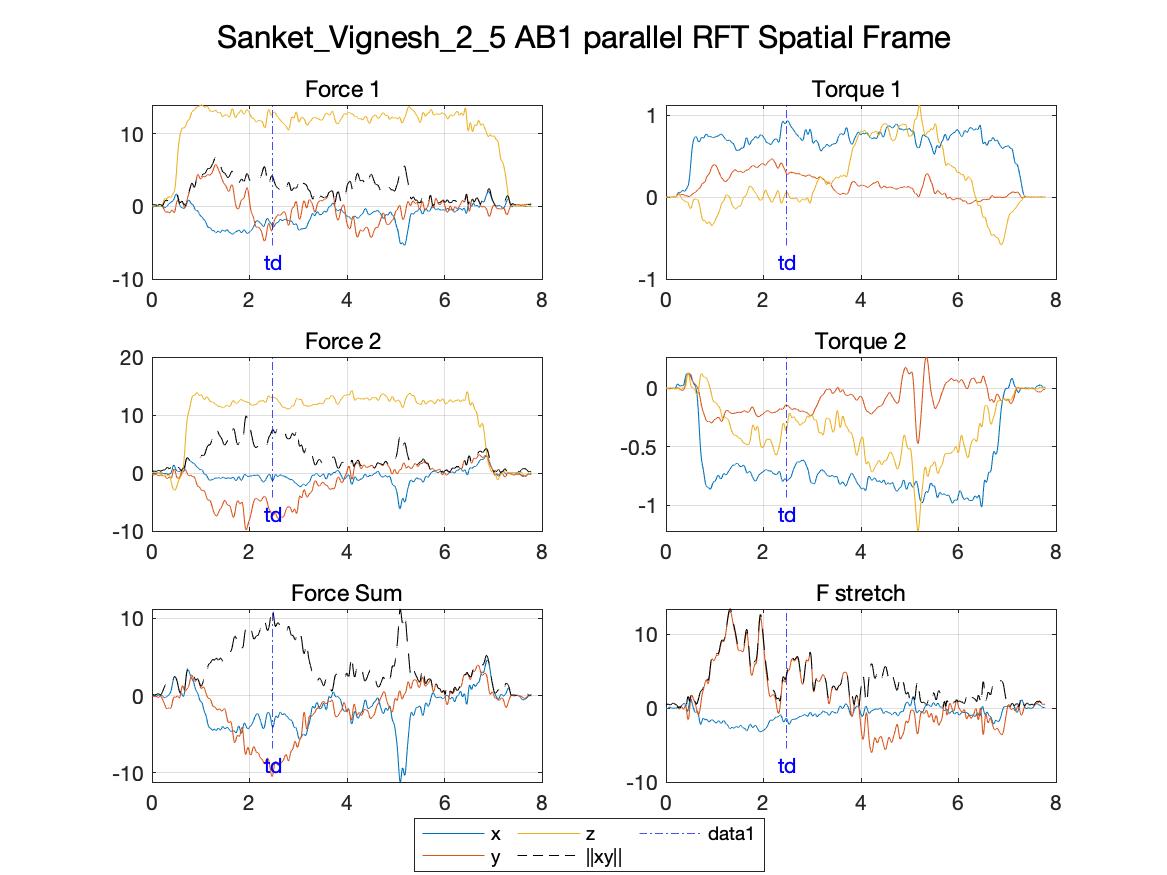 Sanket_Vignesh_2_5 AB1 parallel RFT Spatial Frame
Force 1
10
0
-10
td
0 2 4 6 8
Torque 1
1
0
-1
td
0 2 4 6 8
Force 2
20
10
0
-10
td
0 2 4 6 8
Torque 2
0
-0.5
-1
td
0 2 4 6 8
Force Sum
10
0
-10
td
0 2 4 6 8
F stretch
10
0
-10
td
0 2 4 6 8
x z data1
y ||xy||